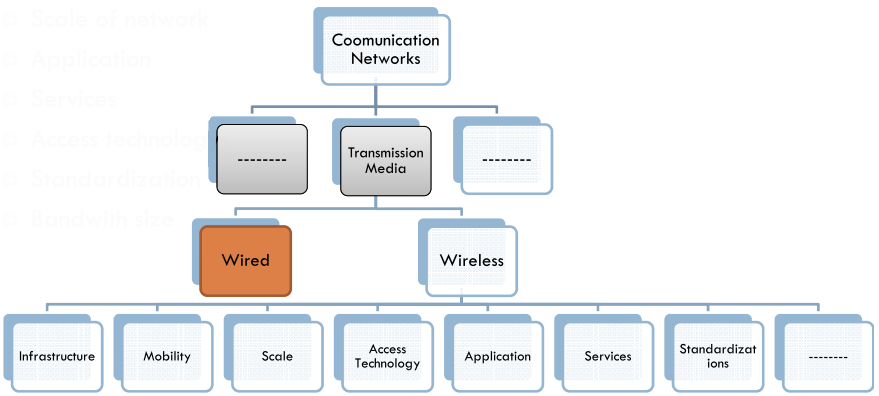 Scale of network
Application
Services
Access technolog
Standardization
Bandwith size
Coomunication
Networks
--------
Transmission
Media
--------
Wired
Wireless
Infrastructure
Mobility
Scale
Access
Technology
Application
Services
Standardizat
ions
--------